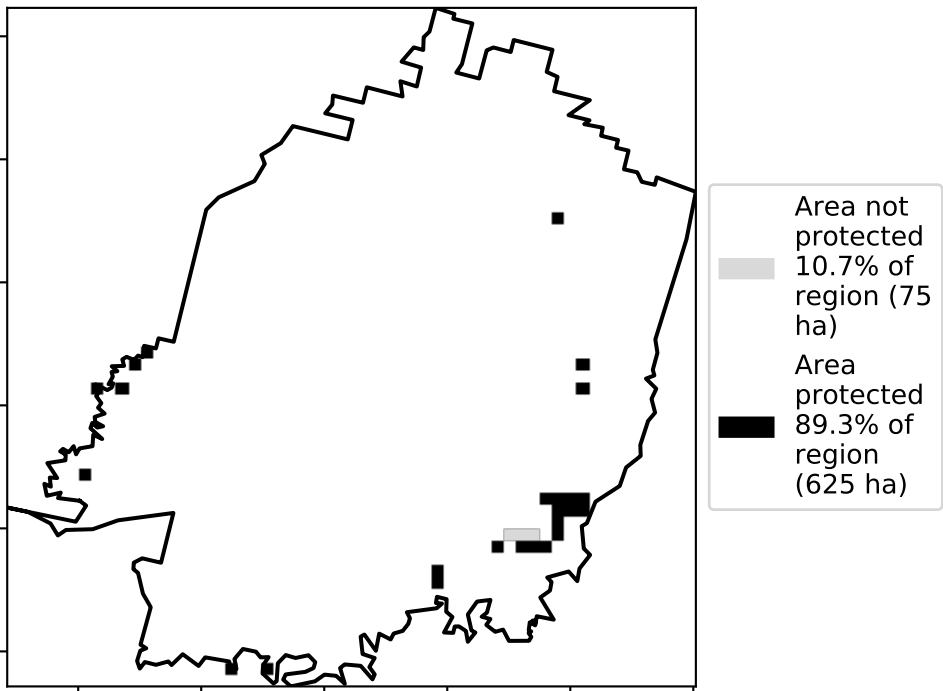 Area not
protected
10.7% of
region (75
ha)
Area
protected
89.3% of
region
(625 ha)